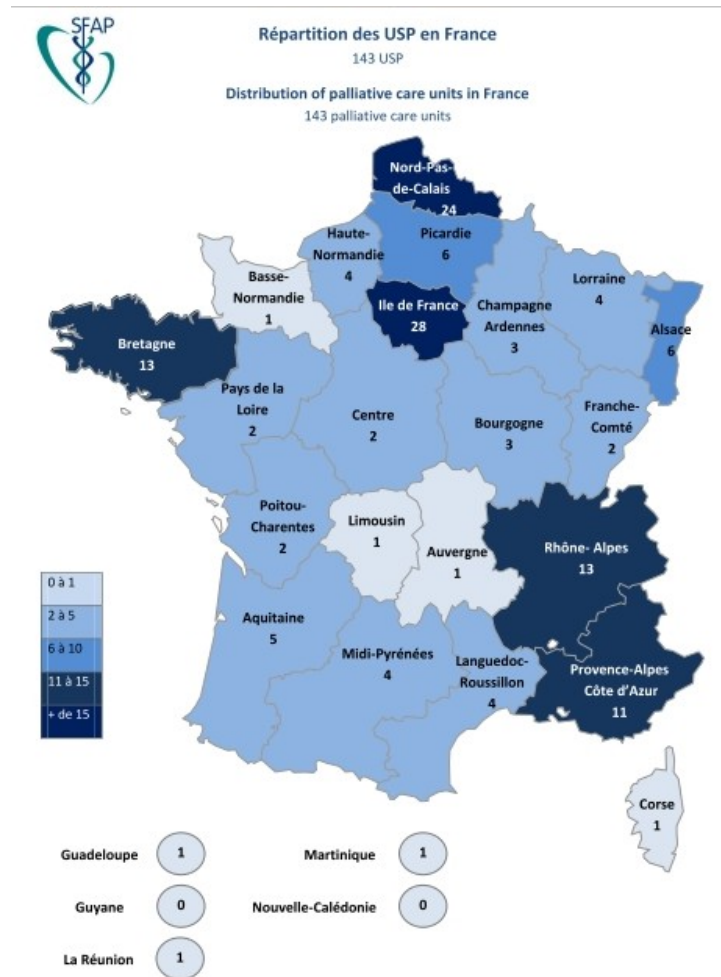 SFAP
Répartition des USP en France
143 USP
Distribution of palliative care units in France
143 palliative care units
Nord-Pas-
de-Calais
24
Haute-
Normandie
4
Picardie
6
Basse-
Normandie
1
Ile de France
28
Champagne
Ardennes
3
Lorraine
4
Alsace
6
Bretagne
13
Pays de la
Loire
2
Centre
2
Bourgogne
3
Franche-
Comté
2
Poitou-
Charentes
2
Limousin
1
Auvergne
1
Rhône- Alpes
13
0 à 1
2 à 5
6 à 10
11 à 15
+ de 15
Aquitaine
5
Midi-Pyrénées
4
Languedoc-
Roussillon
4
Provence-Alpes
Côte d'Azur
11
Corse
1
Guadeloupe 1
Martinique 1
Guyane 0
Nouvelle-Calédonie 0
La Réunion 1